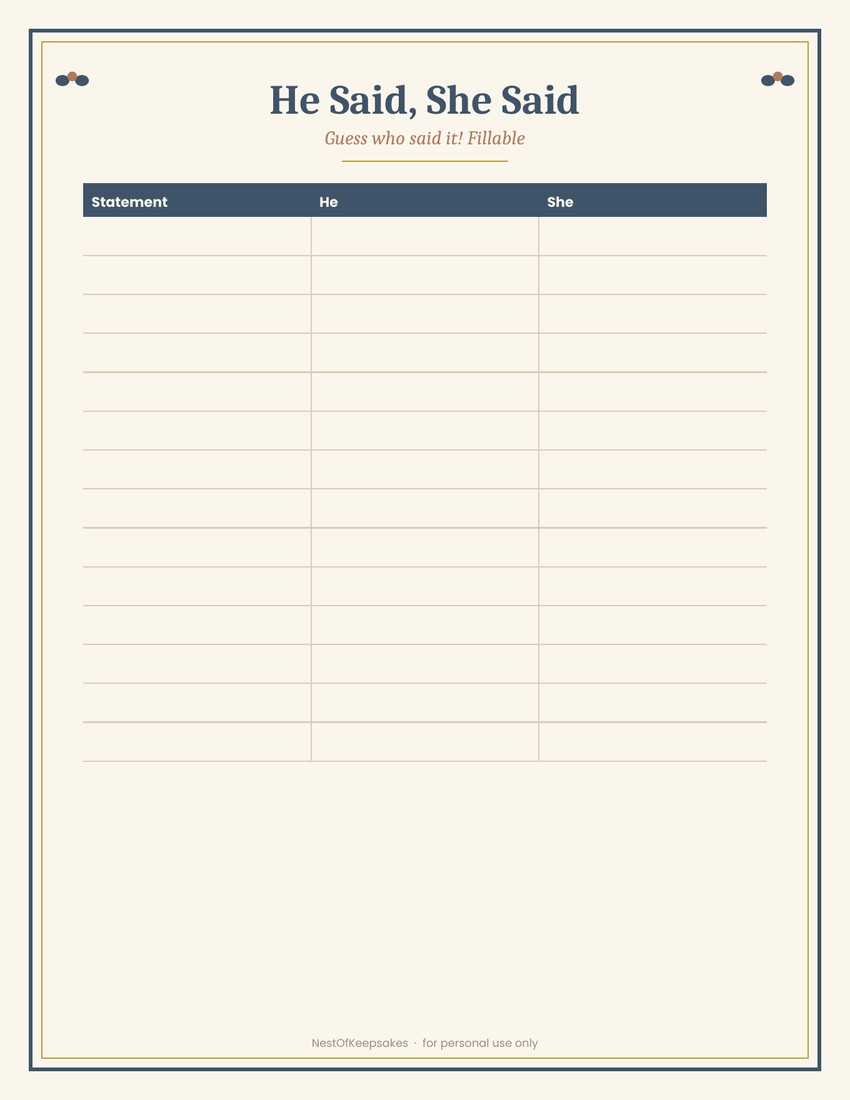 He Said, She Said
Guess who said it! Fillable
Statement He She
NestOfKeepsakes · for personal use only